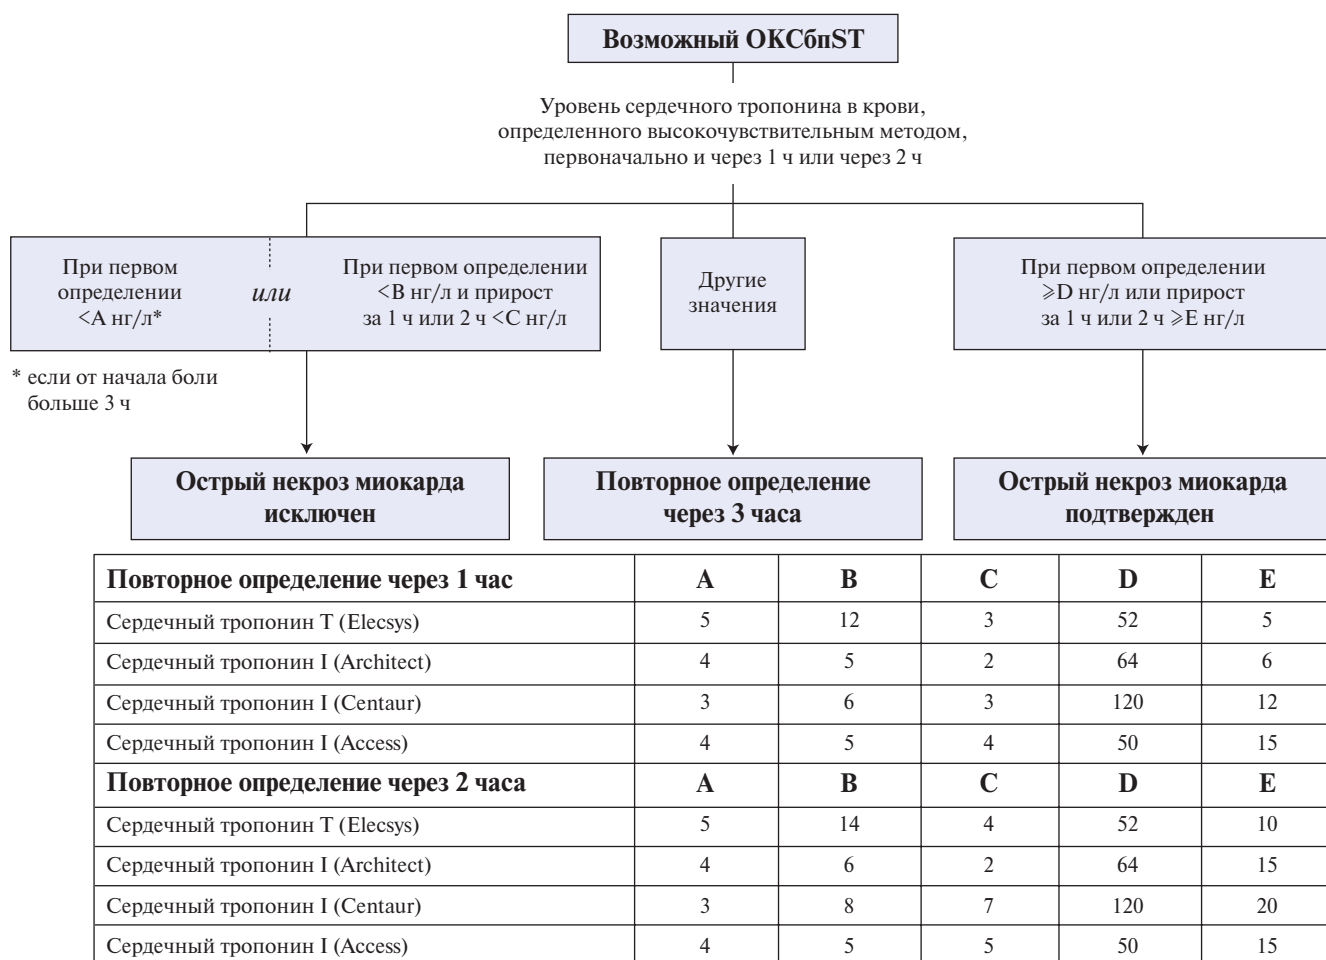 Возможный ОКСбпST
Уровень сердечного тропонина в крови,
определенного высокочувствительным методом,
первоначально и через 1 ч или через 2 ч
При первом
определении
<A нг/л*
или
При первом определении
<B нг/л и прирост
за 1 ч или 2 ч <C нг/л
Другие
значения
При первом определении
⩾D нг/л или прирост
за 1 ч или 2 ч ⩾E нг/л
* если от начала боли
больше 3 ч
Острый некроз миокарда
исключен
Повторное определение
через 3 часа
Острый некроз миокарда
подтвержден
Повторное определение через 1 час A B C D E
Сердечный тропонин Т (Elecsys) 5 12 3 52 5
Сердечный тропонин I (Architect) 4 5 2 64 6
Сердечный тропонин I (Centaur) 3 6 3 120 12
Сердечный тропонин I (Access) 4 5 4 50 15
Повторное определение через 2 часа A B C D E
Сердечный тропонин Т (Elecsys) 5 14 4 52 10
Сердечный тропонин I (Architect) 4 6 2 64 15
Сердечный тропонин I (Centaur) 3 8 7 120 20
Сердечный тропонин I (Access) 4 5 5 50 15